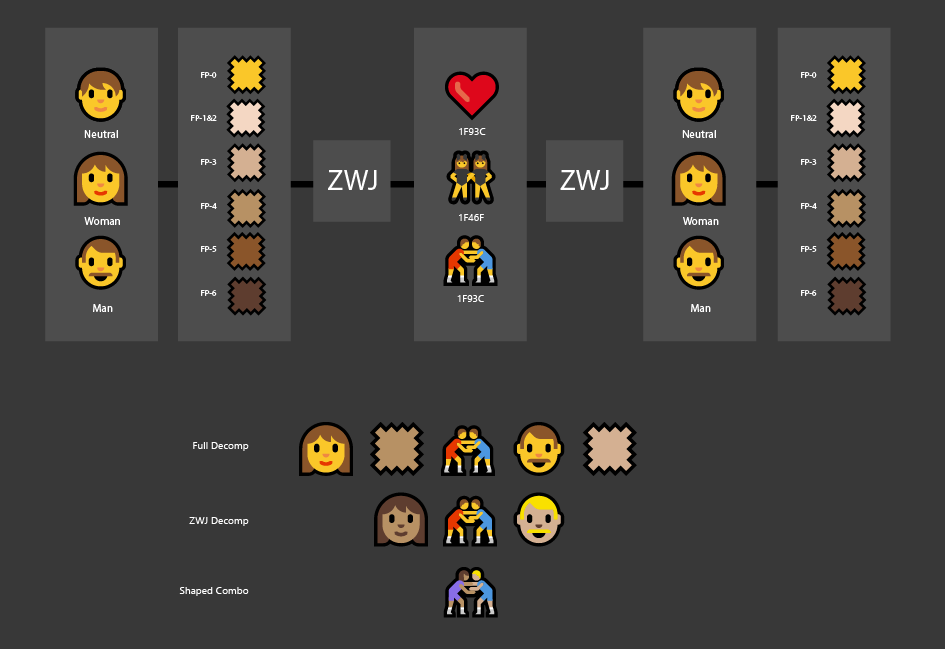 Neutral
Woman
Man
FP-0
FP-1&2
FP-3
FP-4
FP-5
FP-6
ZWJ
1F93C
1F46F
1F93C
ZWJ
Neutral
Woman
Man
FP-0
FP-1&2
FP-3
FP-4
FP-5
FP-6
Full Decomp
ZWJ Decomp
Shaped Combo